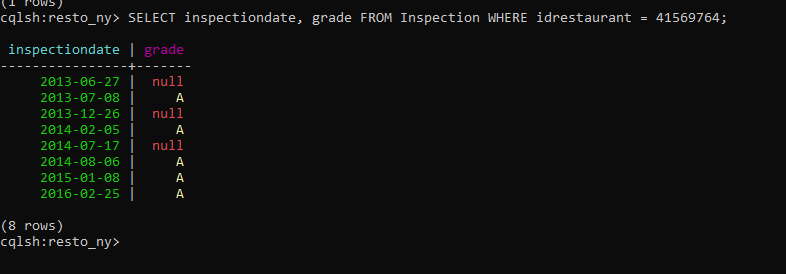 (1 rows)
cqlsh:resto_ny> SELECT inspectiondate, grade FROM Inspection WHERE idrestaurant = 41569764;
inspectiondate | grade
----------------+-------
2013-06-27 | null
2013-07-08 | A
2013-12-26 | null
2014-02-05 | A
2014-07-17 | null
2014-08-06 | A
2015-01-08 | A
2016-02-25 | A
(8 rows)
cqlsh:resto_ny>